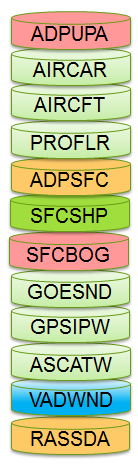 ADPUPA
AIRCAR
AIRCFT
PROFLR
ADPSFC
SFCSHP
SFCBOG
GOESND
GPSIPW
ASCATW
VADWND
RASSDA